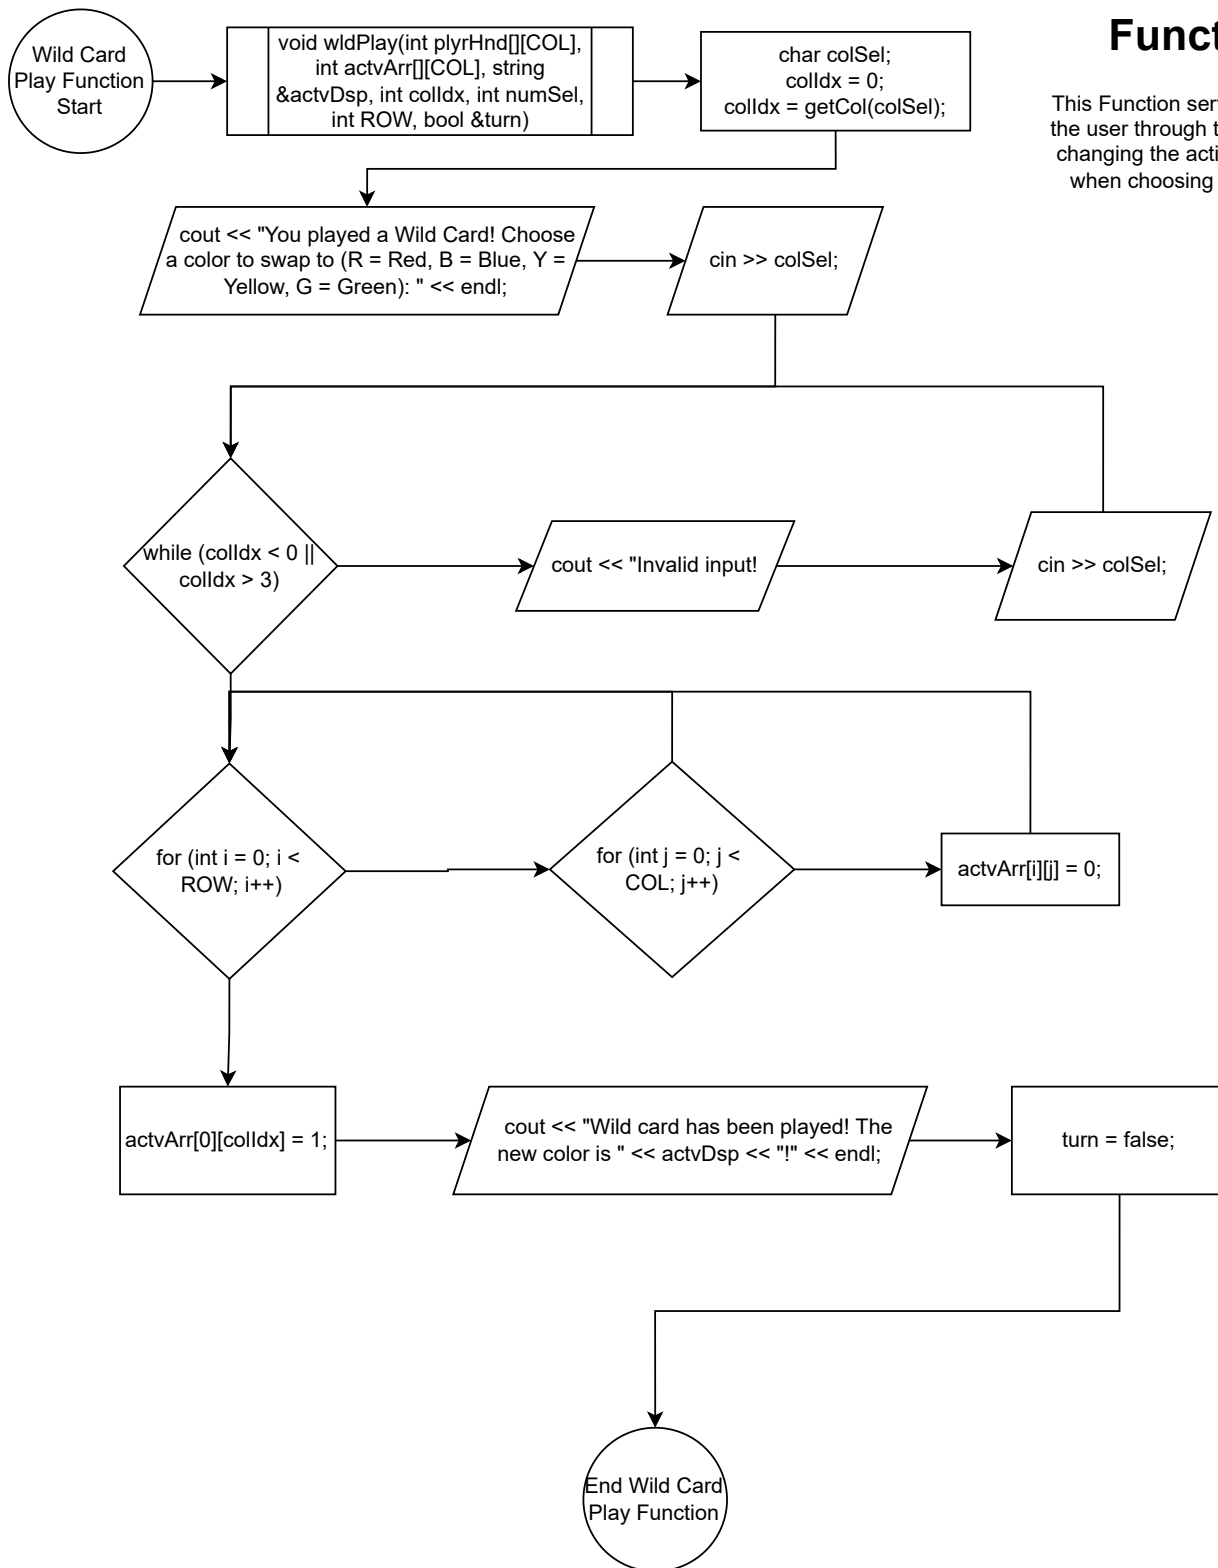 Wild Card
Play Function
Start
void wldPlay(int plyrHnd[][COL],
int actvArr[][COL], string
&actvDsp, int colIdx, int numSel,
int ROW, bool &turn)
char colSel;
colIdx = 0;
colIdx = getCol(colSel);
Funct
This Function ser
the user through t
changing the acti
when choosing
cout << "You played a Wild Card! Choose
a color to swap to (R = Red, B = Blue, Y =
Yellow, G = Green): " << endl;
cin >> colSel;
while (colIdx < 0 ||
colIdx > 3)
cout << "Invalid input!
cin >> colSel;
for (int i = 0; i <
ROW; i++)
for (int j = 0; j <
COL; j++)
actvArr[i][j] = 0;
actvArr[0][colIdx] = 1;
cout << "Wild card has been played! The
new color is " << actvDsp << "!" << endl;
turn = false;
End Wild Card
Play Function